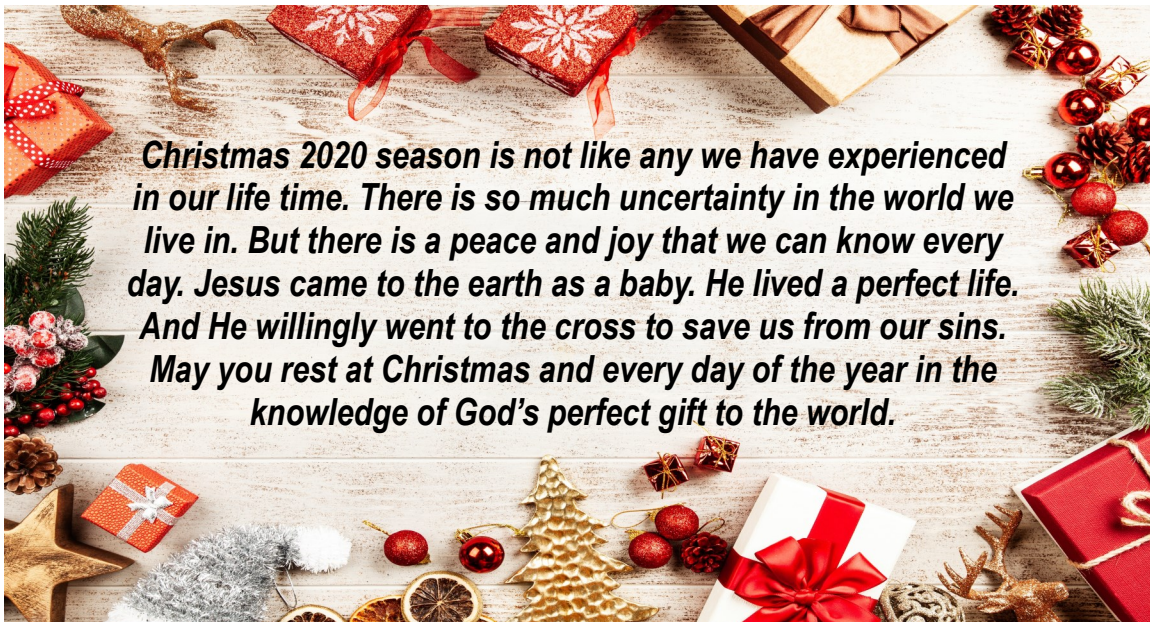 Christmas 2020 season is not like any we have experienced
in our life time. There is so much uncertainty in the world we
live in. But there is a peace and joy that we can know every
day. Jesus came to the earth as a baby. He lived a perfect life.
And He willingly went to the cross to save us from our sins.
May you rest at Christmas and every day of the year in the
knowledge of God’s perfect gift to the world.